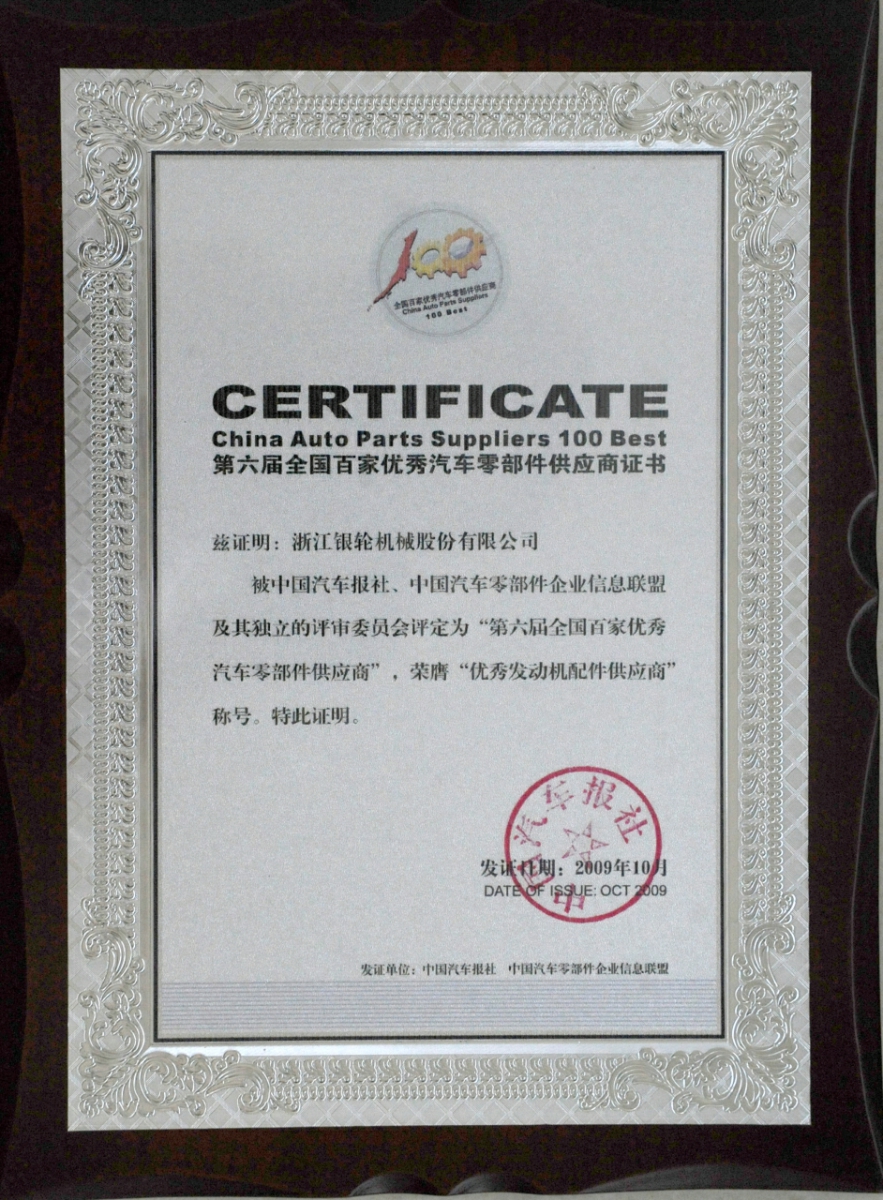 100
全国百家优秀汽车零部件供应商
China Auto Parts Suppliers
100 Best
CERTIFICATE
China Auto Parts Suppliers 100 Best
第六届全国百家优秀汽车零部件供应商证书
兹证明：浙江银轮机械股份有限公司
被中国汽车报社、中国汽车零部件企业信息联盟
及其独立的评审委员会评定为“第六届全国百家优秀
汽车零部件供应商”，荣膺“优秀发动机配件供应商”
称号。特此证明。
中国汽车报社
发证日期：2009年10月
DATE OF ISSUE: OCT 2009
发证单位：中国汽车报社 中国汽车零部件企业信息联盟